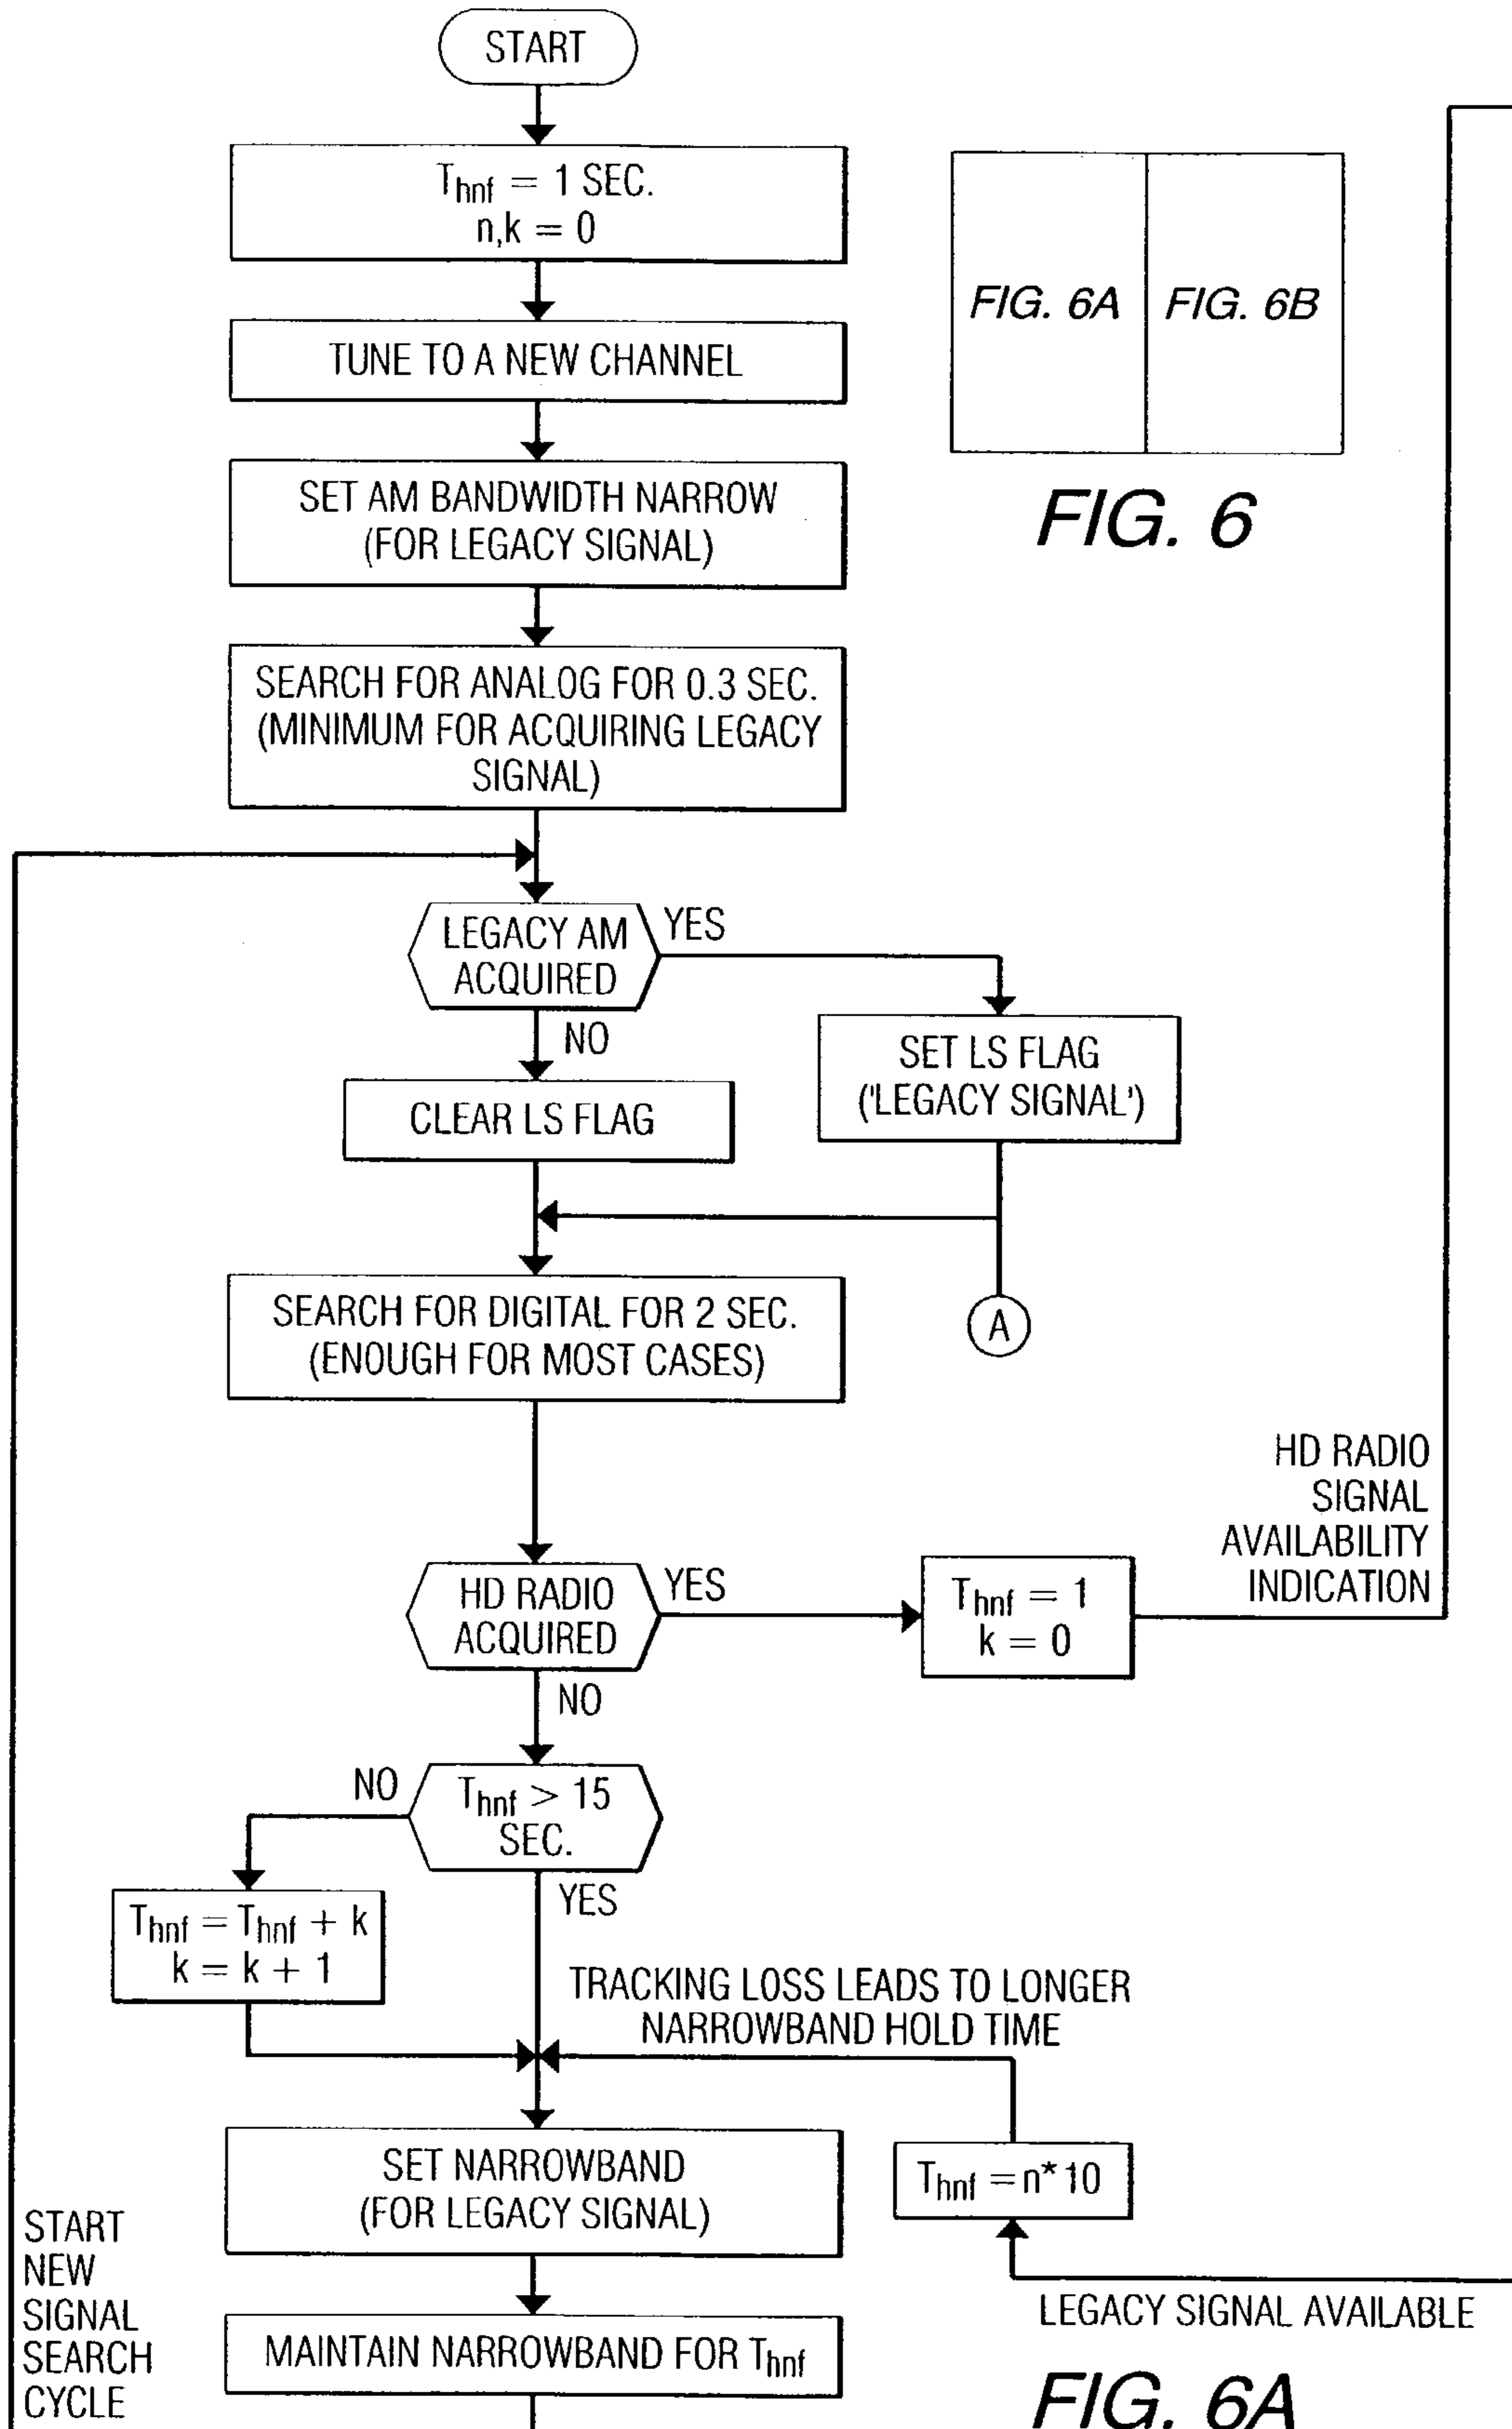 START
Thnf = 1 SEC.
n,k = 0
TUNE TO A NEW CHANNEL
SET AM BANDWIDTH NARROW
(FOR LEGACY SIGNAL)
FIG. 6A
FIG. 6B
FIG. 6
SEARCH FOR ANALOG FOR 0.3 SEC.
(MINIMUM FOR ACQUIRING LEGACY
SIGNAL)
LEGACY AM
ACQUIRED
YES
NO
SET LS FLAG
('LEGACY SIGNAL')
CLEAR LS FLAG
A
SEARCH FOR DIGITAL FOR 2 SEC.
(ENOUGH FOR MOST CASES)
HD RADIO
ACQUIRED
YES
Thnf = 1
k = 0
HD RADIO
SIGNAL
AVAILABILITY
INDICATION
NO
Thnf > 15
SEC.
NO
YES
Thnf = Thnf + k
k = k + 1
TRACKING LOSS LEADS TO LONGER
NARROWBAND HOLD TIME
SET NARROWBAND
(FOR LEGACY SIGNAL)
Thnf = n* 10
LEGACY SIGNAL AVAILABLE
MAINTAIN NARROWBAND FOR Thnf
START
NEW
SIGNAL
SEARCH
CYCLE
FIG. 6A